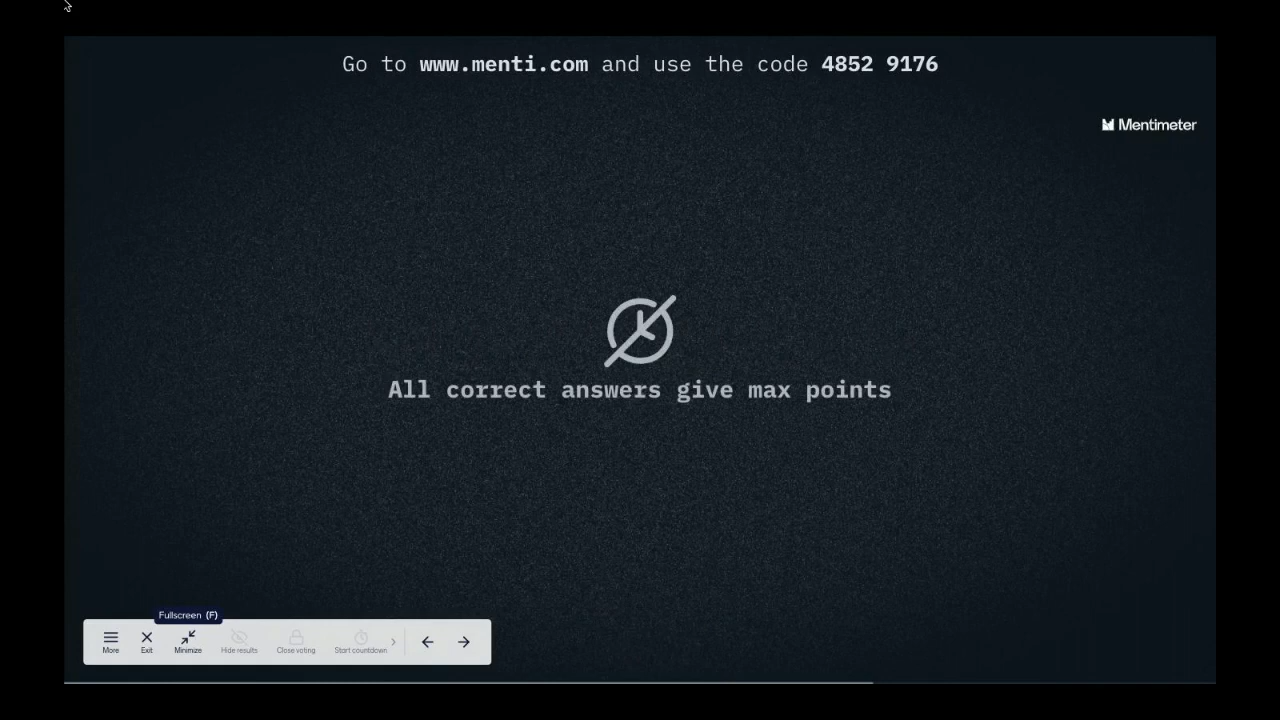 Go to www.menti.com and use the code 4852 9176
Mentimeter
All correct answers give max points
Fullscreen (F)
More
Exit
Minimize
Hide results
Close voting
Start countdown